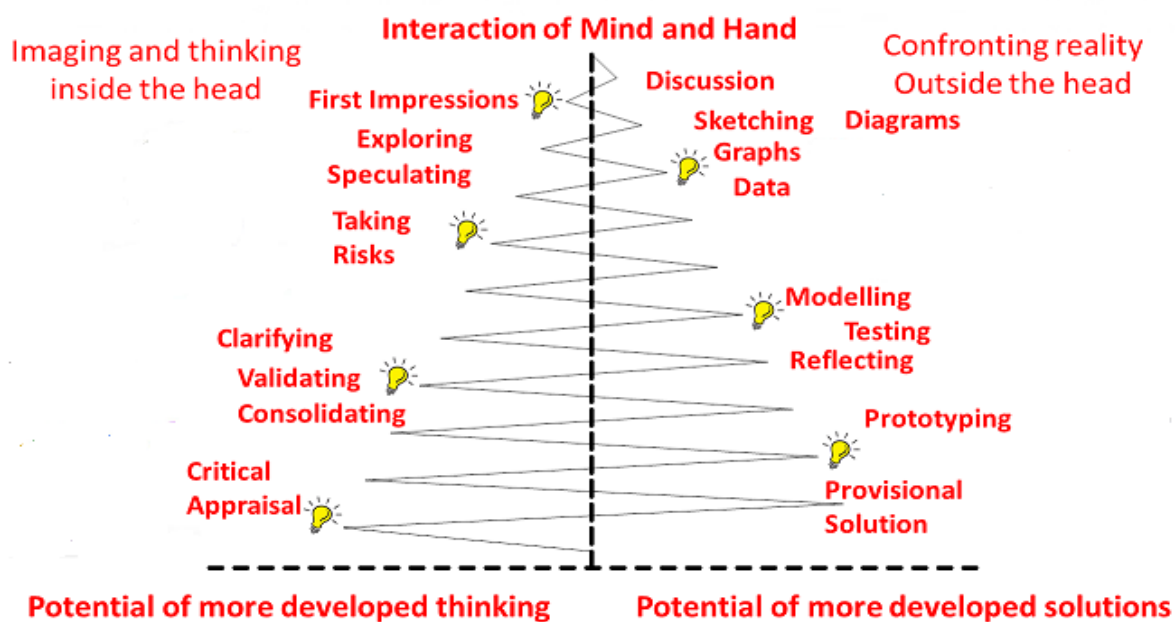 Interaction of Mind and Hand
Imaging and thinking
inside the head
Confronting reality
Outside the head
First Impressions
Exploring
Speculating
Taking
Risks
Clarifying
Validating
Consolidating
Critical
Appraisal
Discussion
Sketching Diagrams
Graphs
Data
Modelling
Testing
Reflecting
Prototyping
Provisional
Solution
Potential of more developed thinking
Potential of more developed solutions